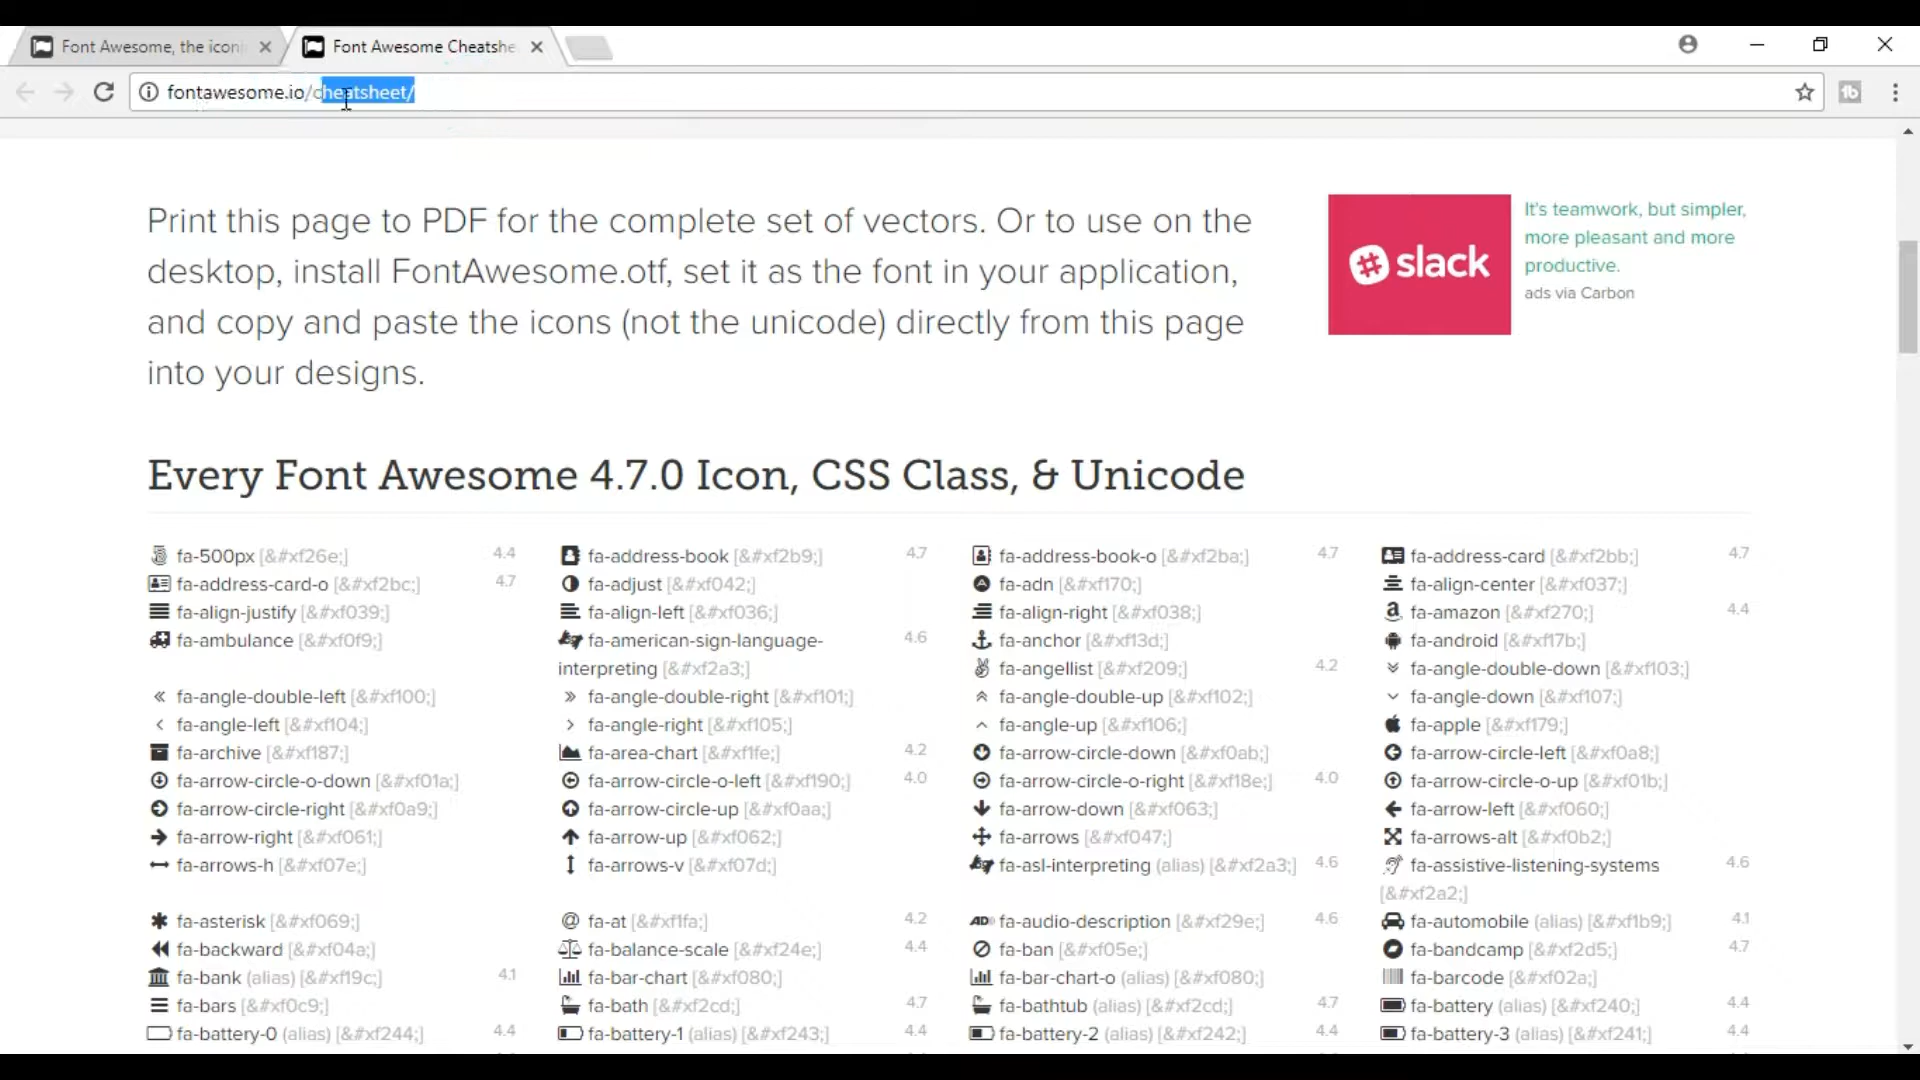 Font Awesome, the iconi
Font Awesome Cheatshe
fontawesome.io/cheatsheet/
Print this page to PDF for the complete set of vectors. Or to use on the
desktop, install FontAwesome.otf, set it as the font in your application,
and copy and paste the icons (not the unicode) directly from this page
into your designs.
slack
It's teamwork, but simpler,
more pleasant and more
productive.
ads via Carbon
Every Font Awesome 4.7.0 Icon, CSS Class, & Unicode
fa-500px [&#xf26e;] 4.4 fa-address-book [&#xf2b9;] 4.7 fa-address-book-o [&#xf2ba;] 4.7 fa-address-card [&#xf2bb;] 4.7
fa-address-card-o [&#xf2bc;] 4.7 fa-adjust [&#xf042;] fa-adn [&#xf170;] fa-align-center [&#xf037;]
fa-align-justify [&#xf039;] fa-align-left [&#xf036;] fa-align-right [&#xf038;] fa-amazon [&#xf270;] 4.4
fa-ambulance [&#xf0f9;] fa-american-sign-language- 4.6 fa-anchor [&#xf13d;] fa-android [&#xf17b;]
interpreting [&#xf2a3;] fa-angellist [&#xf209;] 4.2 fa-angle-double-down [&#xf103;]
fa-angle-double-left [&#xf100;] fa-angle-double-right [&#xf101;] fa-angle-double-up [&#xf102;] fa-angle-down [&#xf107;]
fa-angle-left [&#xf104;] fa-angle-right [&#xf105;] fa-angle-up [&#xf106;] fa-apple [&#xf179;]
fa-archive [&#xf187;] fa-area-chart [&#xf1fe;] 4.2 fa-arrow-circle-down [&#xf0ab;] fa-arrow-circle-left [&#xf0a8;]
fa-arrow-circle-o-down [&#xf01a;] fa-arrow-circle-o-left [&#xf190;] 4.0 fa-arrow-circle-o-right [&#xf18e;] 4.0 fa-arrow-circle-o-up [&#xf01b;]
fa-arrow-circle-right [&#xf0a9;] fa-arrow-circle-up [&#xf0aa;] fa-arrow-down [&#xf063;] fa-arrow-left [&#xf060;]
fa-arrow-right [&#xf061;] fa-arrow-up [&#xf062;] fa-arrows [&#xf047;] fa-arrows-alt [&#xf0b2;]
fa-arrows-h [&#xf07e;] fa-arrows-v [&#xf07d;] fa-asl-interpreting (alias) [&#xf2a3;] 4.6 fa-assistive-listening-systems 4.6
[&#xf2a2;]
fa-asterisk [&#xf069;] fa-at [&#xf1fa;] 4.2 fa-audio-description [&#xf29e;] 4.6 fa-automobile (alias) [&#xf1b9;] 4.1
fa-backward [&#xf04a;] fa-balance-scale [&#xf24e;] 4.4 fa-ban [&#xf05e;] fa-bandcamp [&#xf2d5;] 4.7
fa-bank (alias) [&#xf19c;] 4.1 fa-bar-chart [&#xf080;] fa-bar-chart-o (alias) [&#xf080;] fa-barcode [&#xf02a;]
fa-bars [&#xf0c9;] fa-bath [&#xf2cd;] 4.7 fa-bathtub (alias) [&#xf2cd;] 4.7 fa-battery (alias) [&#xf240;] 4.4
fa-battery-0 (alias) [&#xf244;] 4.4 fa-battery-1 (alias) [&#xf243;] 4.4 fa-battery-2 (alias) [&#xf242;] 4.4 fa-battery-3 (alias) [&#xf241;] 4.4